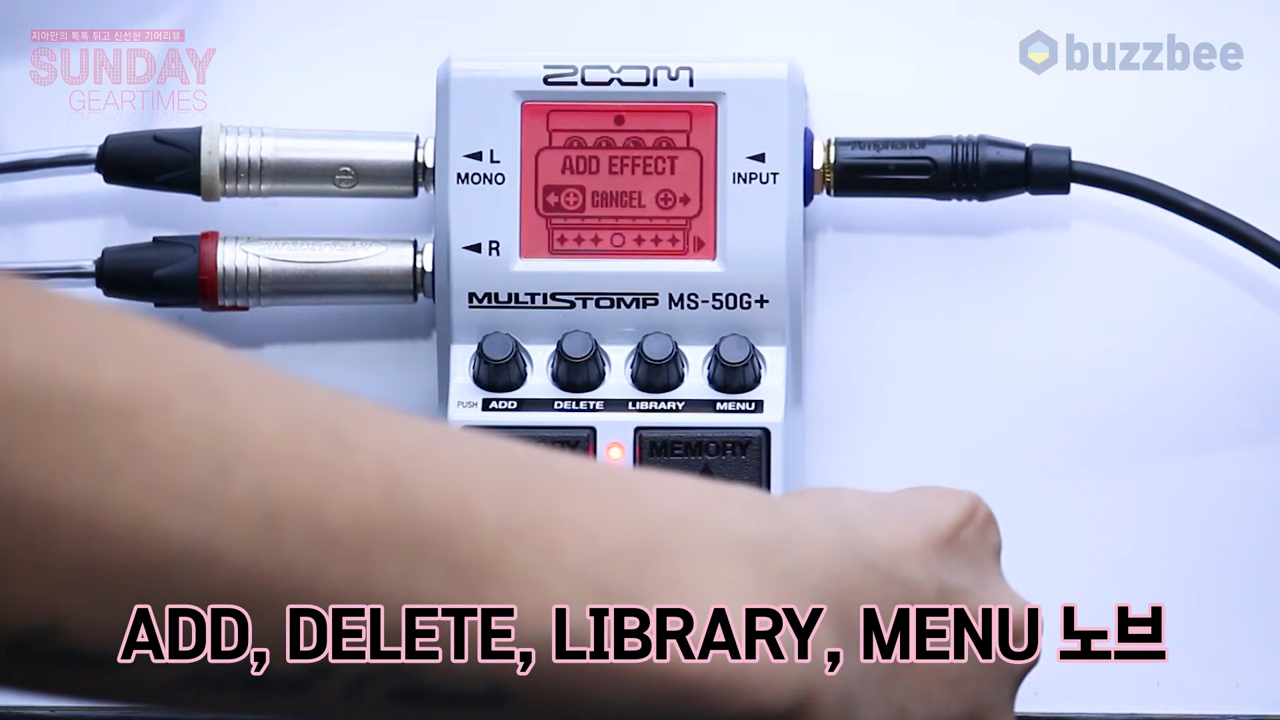 지아만의 톡톡 튀고 신선한 기어리뷰
SUNDAY
GEARTIMES
buzzbee
ZOOM
L
MONO
R
INPUT
ADD EFFECT
CANCEL
Amphenol
MULTI STOMP MS-50G+
PUSH ADD DELETE LIBRARY MENU
MEMORY
ADD, DELETE, LIBRARY, MENU 노브